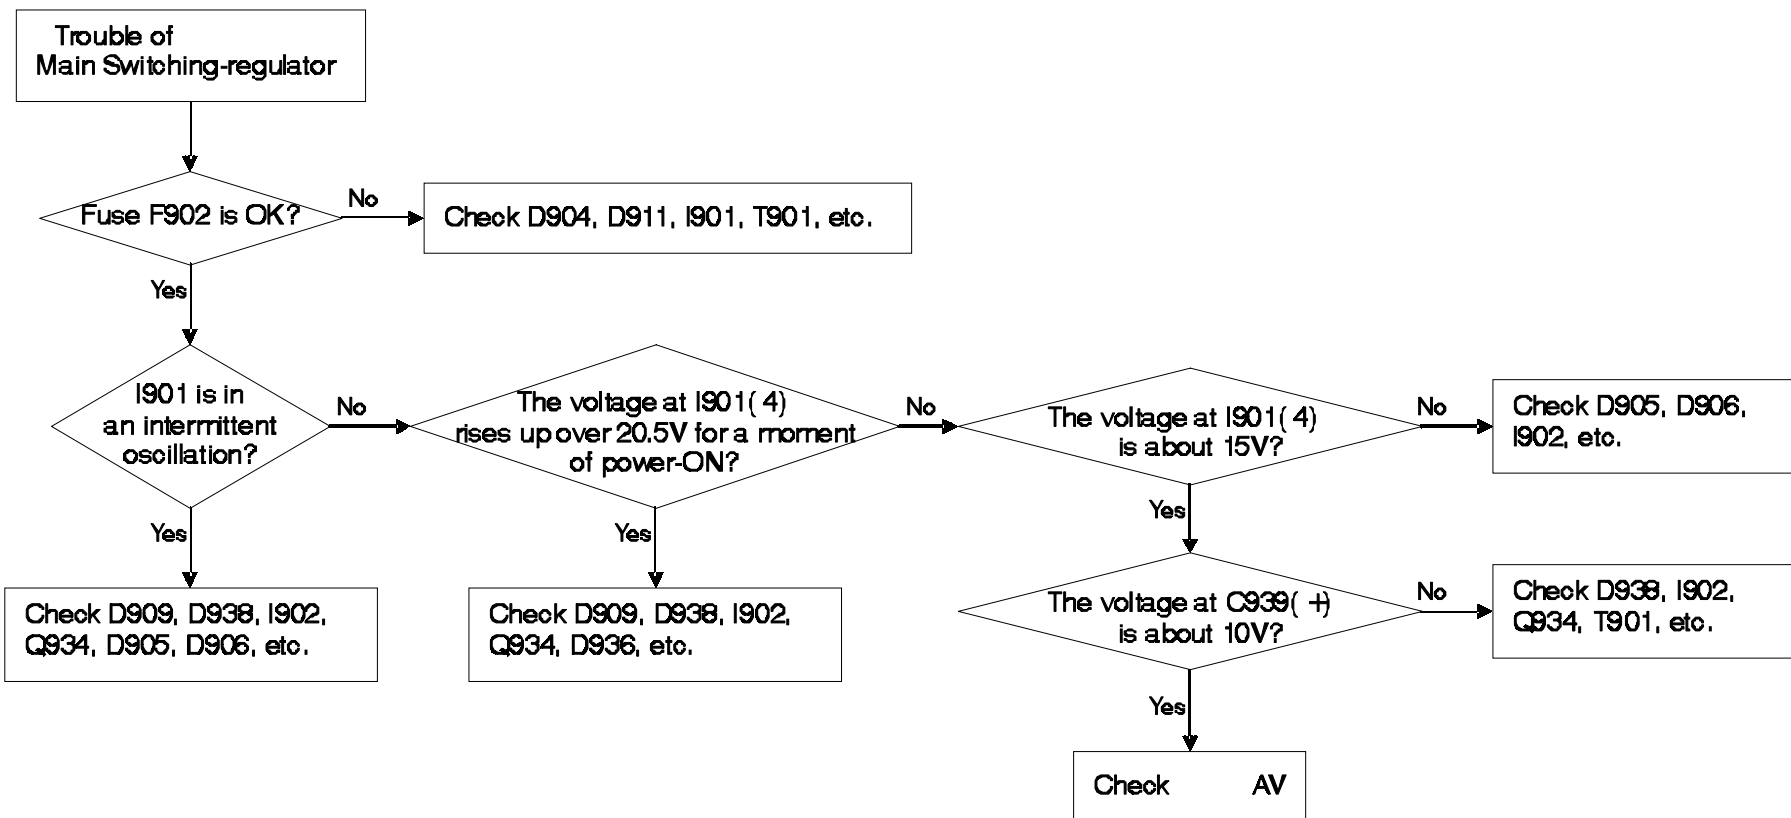 Trouble of
Main Switching-regulator
Fuse F902 is OK?
No
Check D904, D911, I901, T901, etc.
Yes
I901 is in
an intermittent
oscillation?
No
The voltage at I901( 4)
rises up over 20.5V for a moment
of power-ON?
No
The voltage at I901( 4)
is about 15V?
No
Check D905, D906,
I902, etc.
Yes
Check D909, D938, I902,
Q934, D905, D906, etc.
Yes
Check D909, D938, I902,
Q934, D936, etc.
Yes
The voltage at C939( +)
is about 10V?
No
Check D938, I902,
Q934, T901, etc.
Yes
Check AV